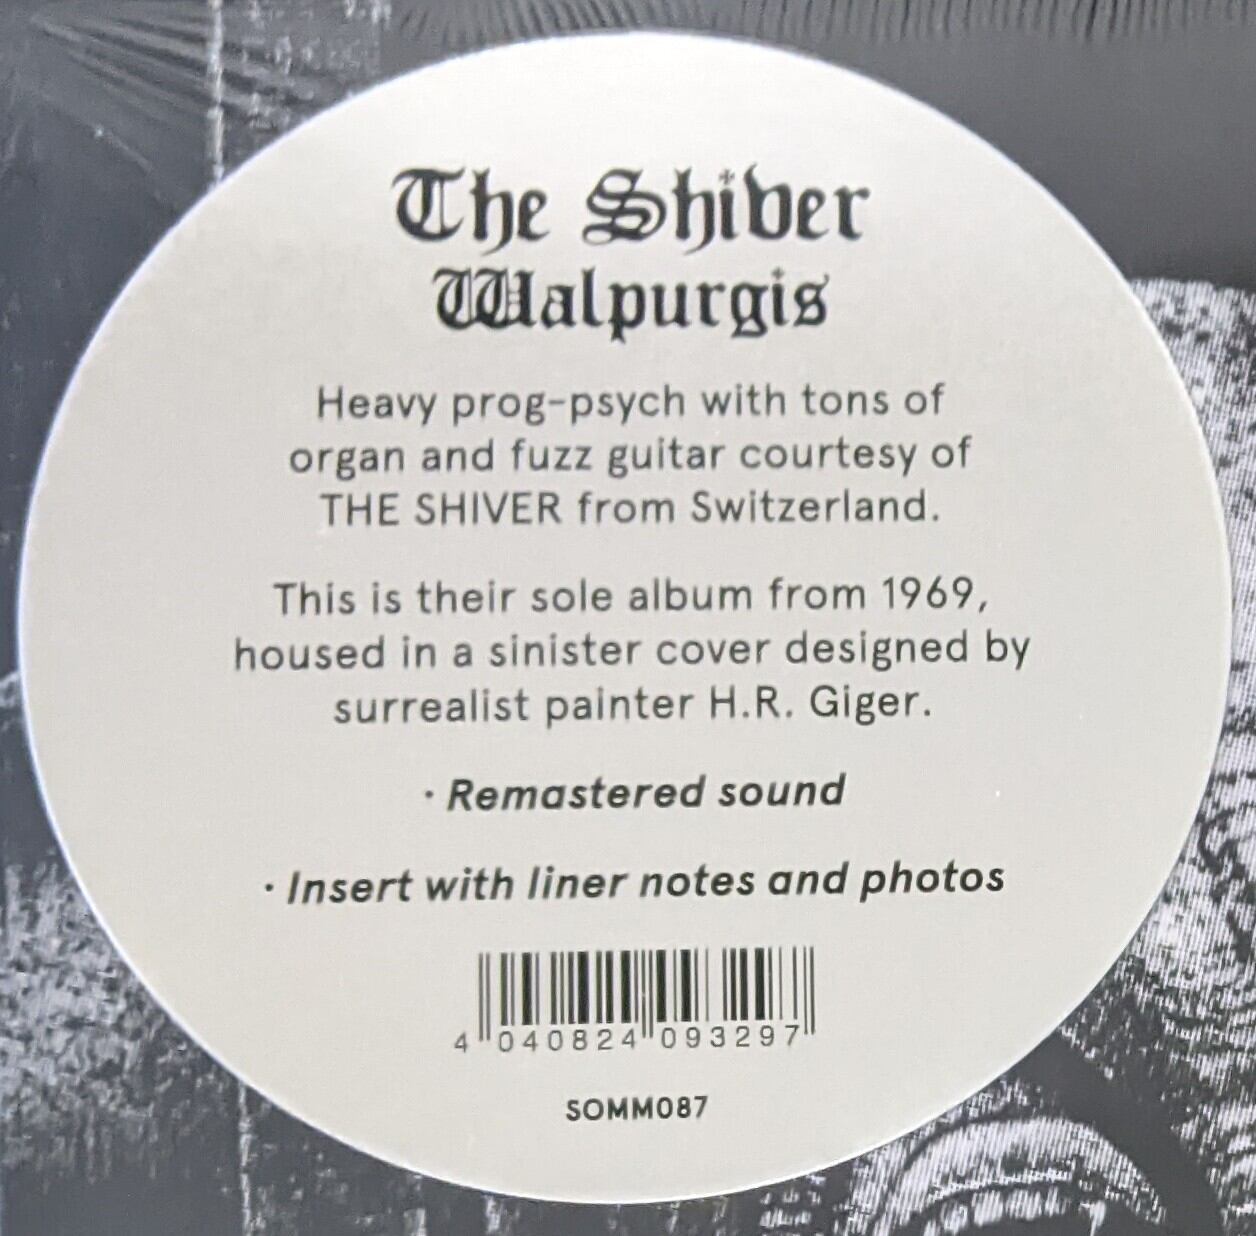 The Shiver
Walpurgis
Heavy prog-psych with tons of
organ and fuzz guitar courtesy of
THE SHIVER from Switzerland.
This is their sole album from 1969,
housed in a sinister cover designed by
surrealist painter H.R. Giger.
· Remastered sound
· Insert with liner notes and photos
4 040824 093297
SOMM087